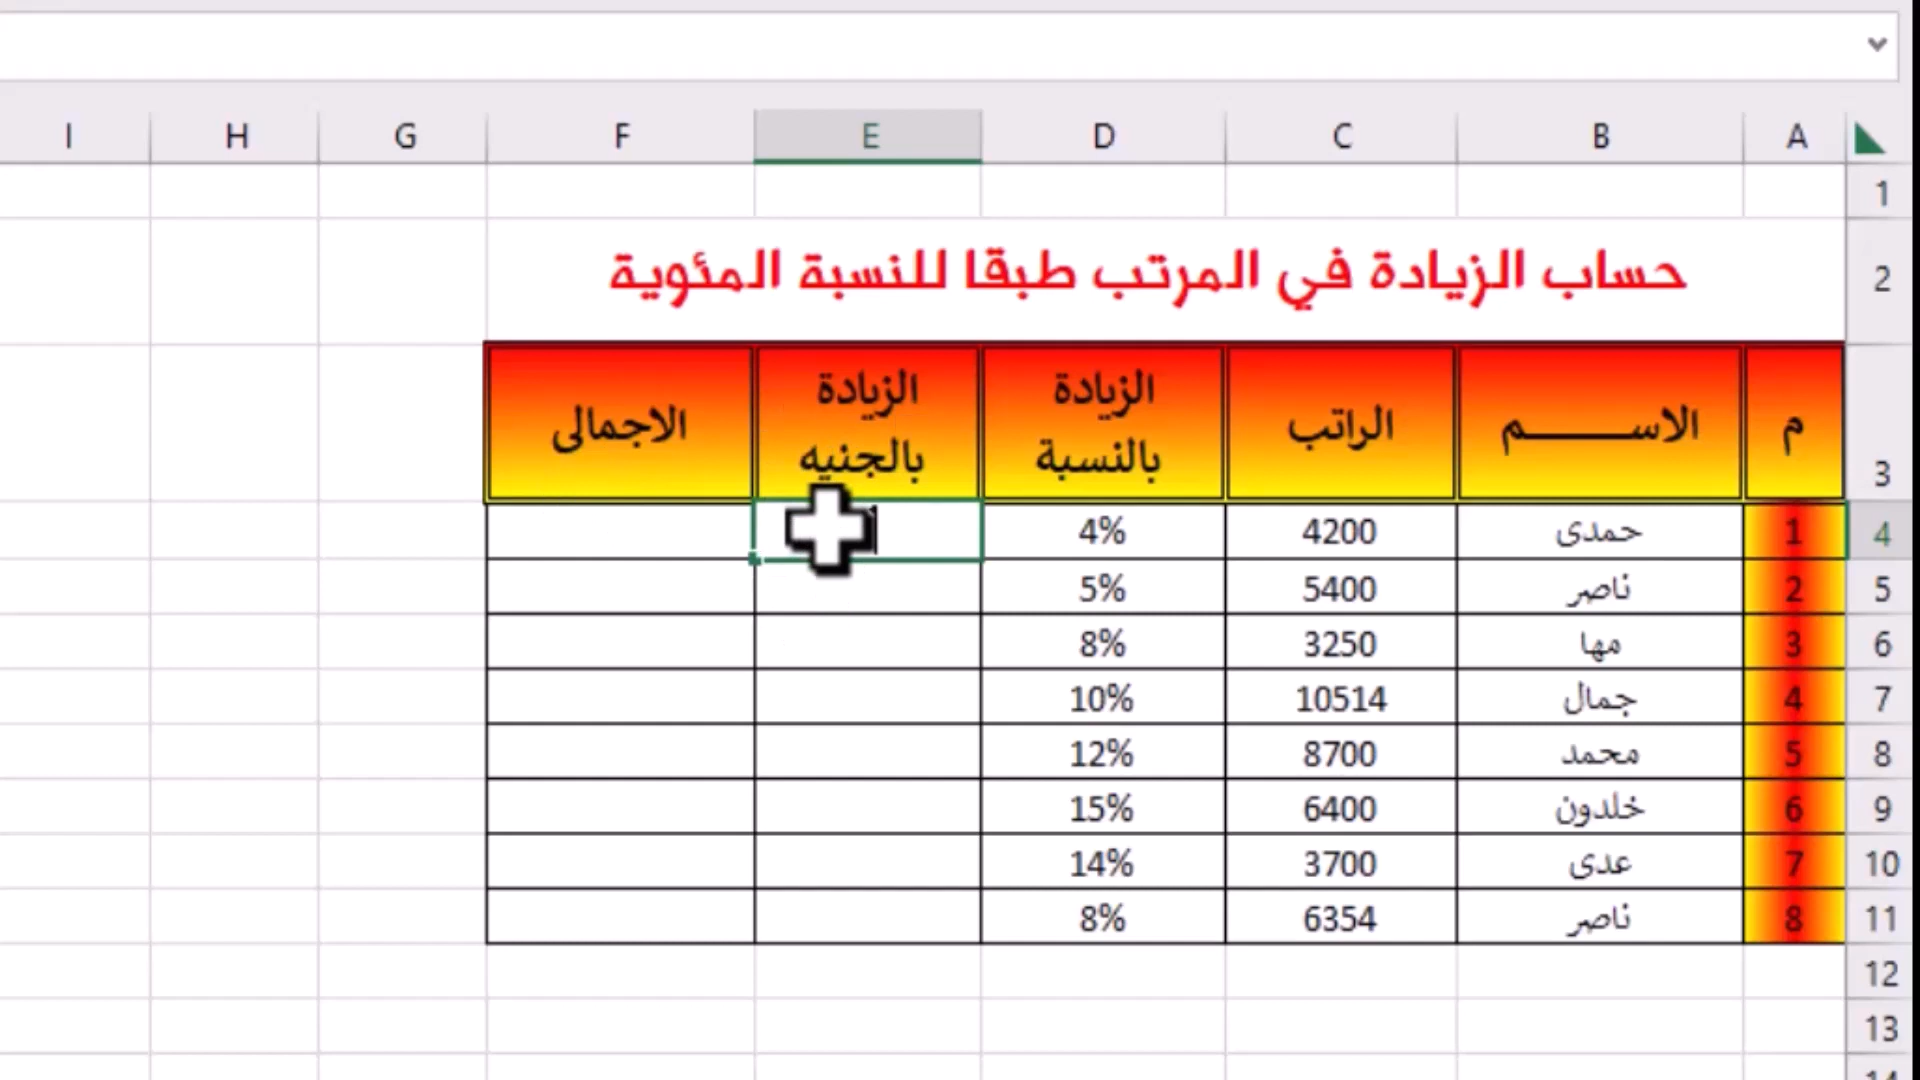 A B C D E F G H I
1
2 حساب الزيادة في المرتب طبقا للنسبة المئوية
3 م الاســـــم الراتب الزيادة بالنسبة الزيادة بالجنيه الاجمالى
4 1 حمدى 4200 4%
5 2 ناصر 5400 5%
6 3 مها 3250 8%
7 4 جمال 10514 10%
8 5 محمد 8700 12%
9 6 خلدون 6400 15%
10 7 عدى 3700 14%
11 8 ناصر 6354 8%
12
13